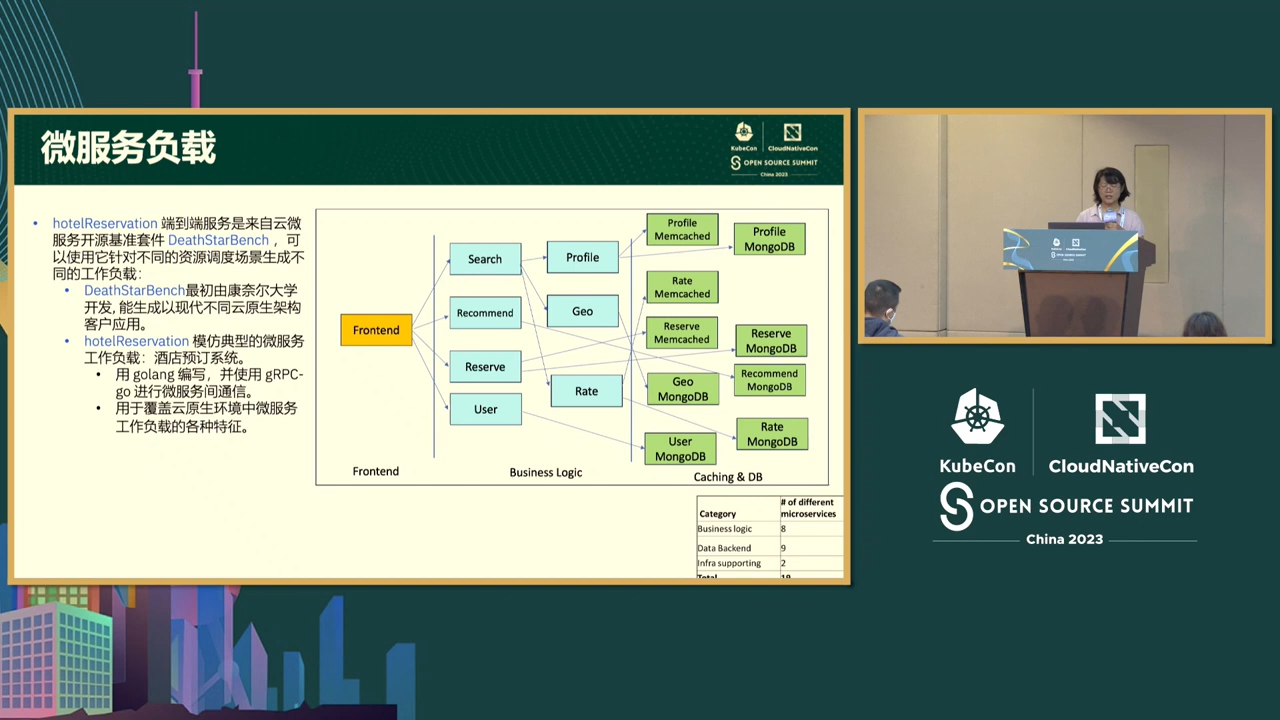 微服务负载
KubeCon
CloudNativeCon
OPEN SOURCE SUMMIT
China 2023
• hotelReservation 端到端服务是来自云微
服务开源基准套件 DeathStarBench ，可
以使用它针对不同的资源调度场景生成不
同的工作负载：
• DeathStarBench最初由康奈尔大学
开发, 能生成以现代不同云原生架构
客户应用。
• hotelReservation 模仿典型的微服务
工作负载：酒店预订系统。
• 用 golang 编写，并使用 gRPC-
go 进行微服务间通信。
• 用于覆盖云原生环境中微服务
工作负载的各种特征。
Frontend
Search
Recommend
Reserve
User
Profile
Geo
Rate
Profile
Memcached
Profile
MongoDB
Rate
Memcached
Reserve
Memcached
Reserve
MongoDB
Geo
MongoDB
Recommend
MongoDB
Rate
MongoDB
User
MongoDB
Frontend
Business Logic
Caching & DB
Category
# of different
microservices
Business logic 8
Data Backend 9
Infra supporting 2
Total 19
KubeCon
CloudNativeCon
OPEN SOURCE SUMMIT
China 2023